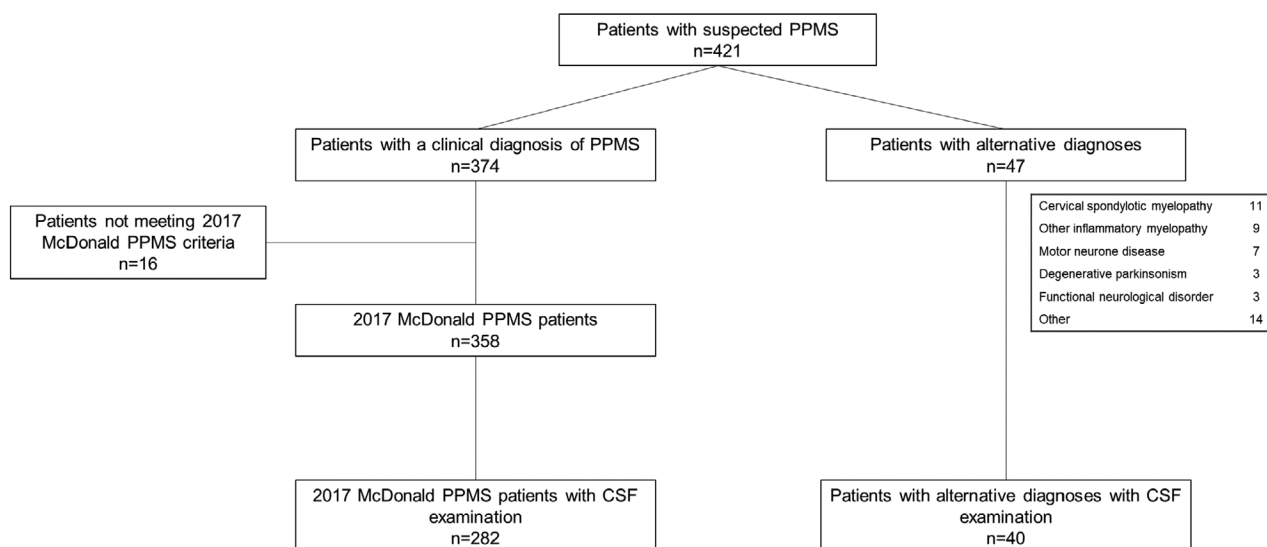 Patients with suspected PPMS
n=421
Patients with a clinical diagnosis of PPMS
n=374
Patients with alternative diagnoses
n=47
Patients not meeting 2017
McDonald PPMS criteria
n=16
Cervical spondylotic myelopathy 11
Other inflammatory myelopathy 9
Motor neurone disease 7
Degenerative parkinsonism 3
Functional neurological disorder 3
Other 14
2017 McDonald PPMS patients
n=358
2017 McDonald PPMS patients with CSF
examination
n=282
Patients with alternative diagnoses with CSF
examination
n=40